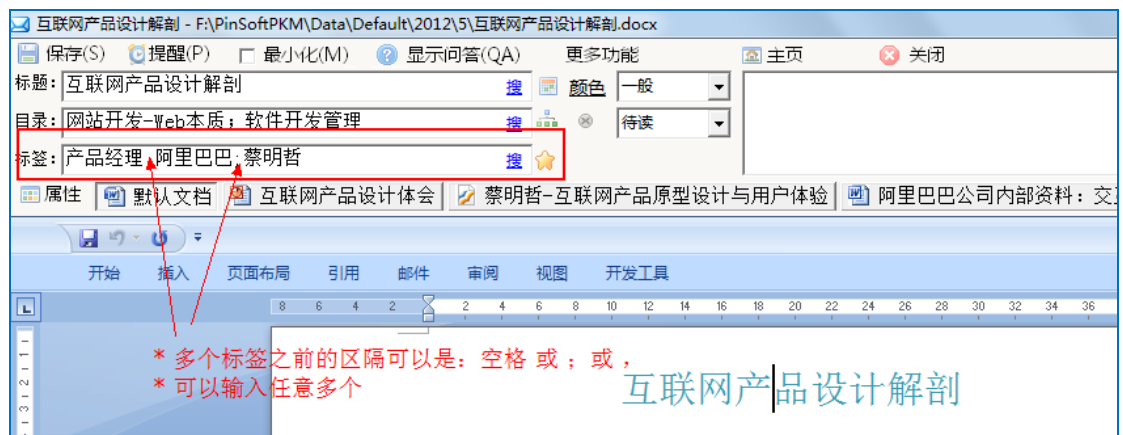 互联网产品设计解剖 - F:\PinSoftPKM\Data\Default\2012\5\互联网产品设计解剖.docx
保存(S) 提醒(P) 最小化(M) 显示问答(QA) 更多功能 主页 关闭
标题: 互联网产品设计解剖 搜 颜色 一般
目录: 网站开发-Web本质; 软件开发管理 搜 待读
标签: 产品经理 阿里巴巴;蔡明哲 搜
属性 默认文档 互联网产品设计体会 蔡明哲-互联网产品原型设计与用户体验 阿里巴巴公司内部资料: 交
开始 插入 页面布局 引用 邮件 审阅 视图 开发工具
8 6 4 2 2 4 6 8 10 12 14 16 18 20 22 24 26 28 30 32 34 36
* 多个标签之前的区隔可以是: 空格 或 ; 或 ,
* 可以输入任意多个
互联网产品设计解剖
1
2
3